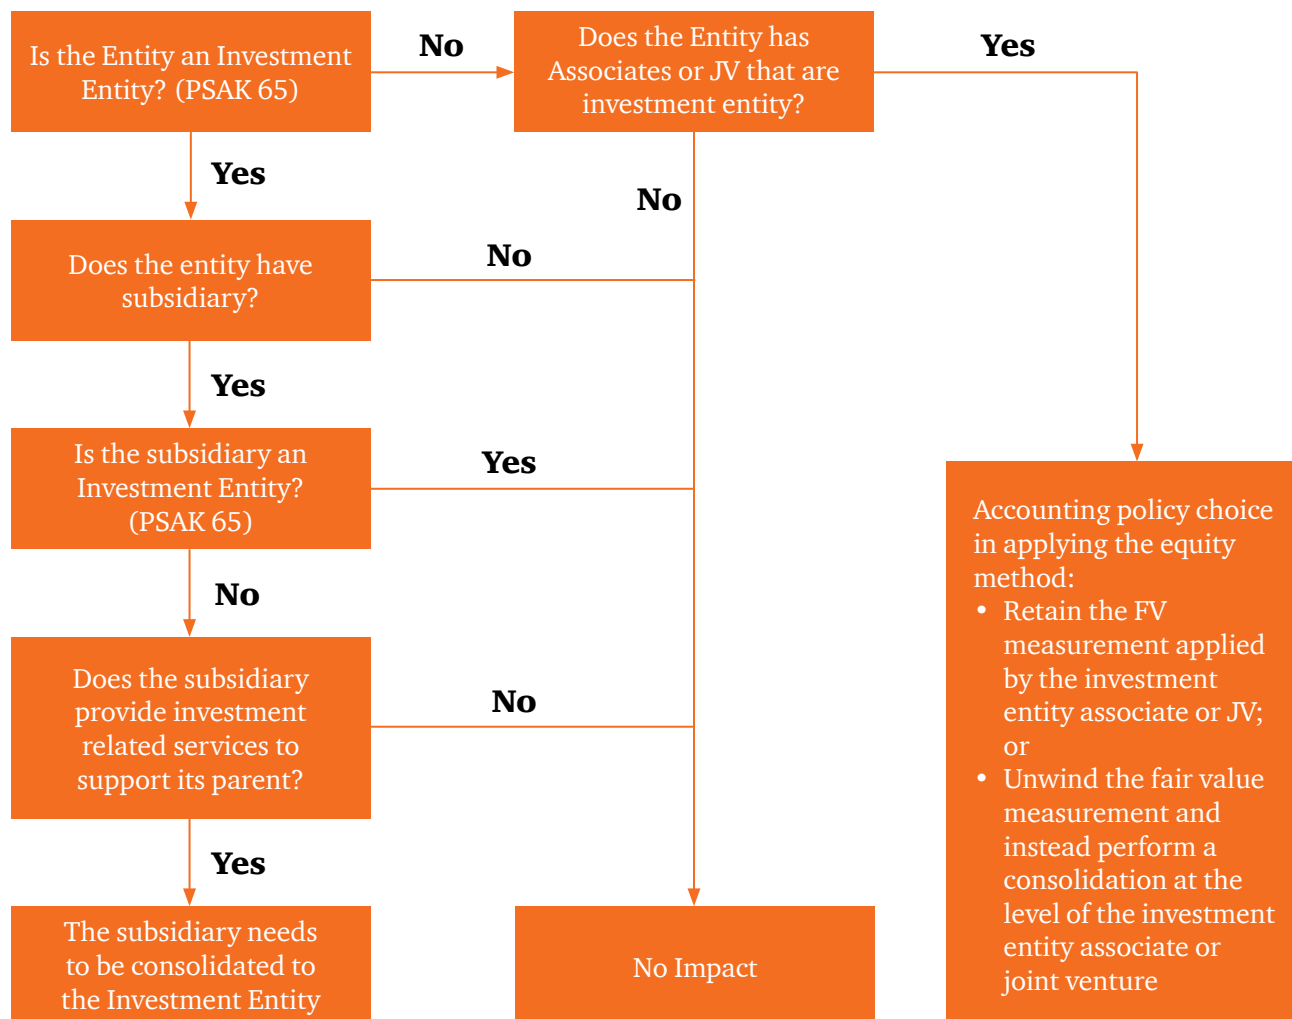 Is the Entity an Investment
Entity? (PSAK 65)
No
Does the Entity has
Associates or JV that are
investment entity?
Yes
Yes
No
Does the entity have
subsidiary?
No
Yes
Is the subsidiary an
Investment Entity?
(PSAK 65)
Yes
No
Does the subsidiary
provide investment
related services to
support its parent?
No
Yes
The subsidiary needs
to be consolidated to
the Investment Entity
No Impact
Accounting policy choice
in applying the equity
method:
• Retain the FV
measurement applied
by the investment
entity associate or JV;
or
• Unwind the fair value
measurement and
instead perform a
consolidation at the
level of the investment
entity associate or
joint venture